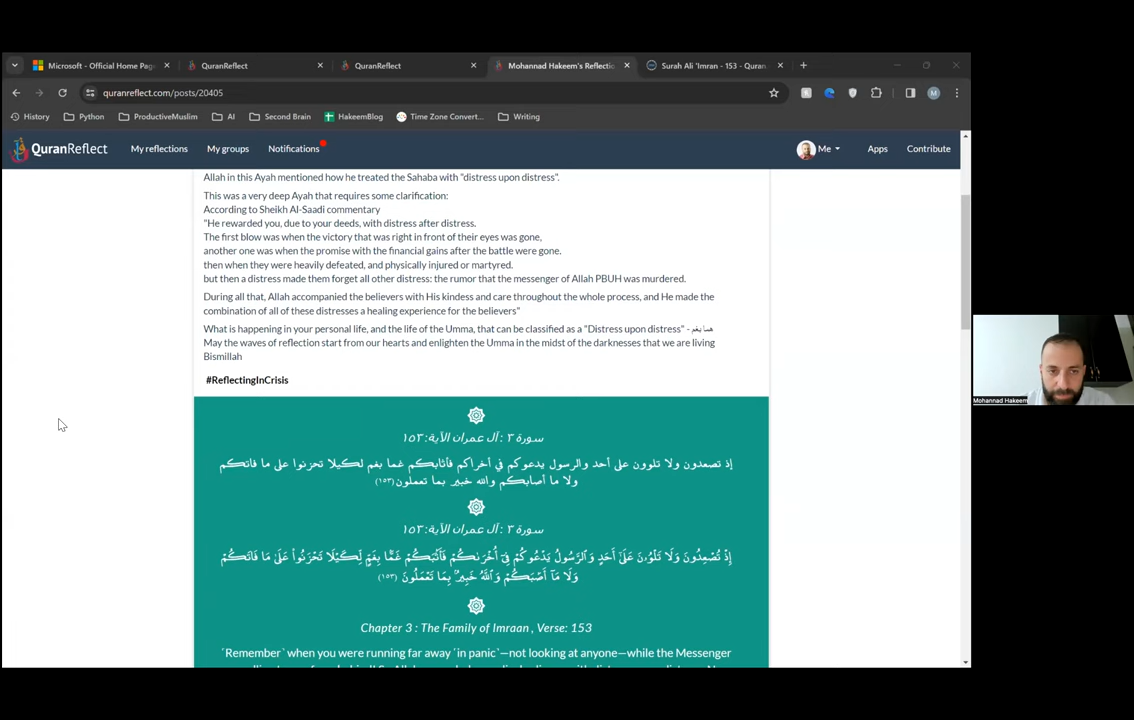 Microsoft - Official Home Page
QuranReflect
QuranReflect
Mohannad Hakeem's Reflectio
Surah Ali 'Imran - 153 - Quran.
quranreflect.com/posts/20405
History
Python
ProductiveMuslim
AI
Second Brain
HakeemBlog
Time Zone Convert...
Writing
QuranReflect
My reflections
My groups
Notifications
Me
Apps
Contribute
Allah in this Ayah mentioned how he treated the Sahaba with "distress upon distress".
This was a very deep Ayah that requires some clarification:
According to Sheikh Al-Saadi commentary
"He rewarded you, due to your deeds, with distress after distress.
The first blow was when the victory that was right in front of their eyes was gone,
another one was when the promise with the financial gains after the battle were gone.
then when they were heavily defeated, and physically injured or martyred.
but then a distress made them forget all other distress: the rumor that the messenger of Allah PBUH was murdered.
During all that, Allah accompanied the believers with His kindess and care throughout the whole process, and He made the
combination of all of these distresses a healing experience for the believers"
What is happening in your personal life, and the life of the Umma, that can be classified as a "Distress upon distress" -
May the waves of reflection start from our hearts and enlighten the Umma in the midst of the darknesses that we are living
Bismillah
#ReflectingInCrisis
سورة ٣ : آل عمران الآية: ١٥٣
إذ تصعدون ولا تلوون على أحد والرسول يدعوكم في أخراكم فأثابكم غما بغم لكيلا تحزنوا على ما فاتكم
ولا ما أصابكم والله خبير بما تعملون (١٥٣)
سورة ٣ : آل عمران الآية: ١٥٣
إِذْ تُصْعِدُونَ وَلَا تَلْوُۥنَ عَلَىٰٓ أَحَدٍ وَٱلرَّسُولُ يَدْعُوكُمْ فِىٓ أُخْرَىٰكُمْ فَأَثَٰبَكُمْ غَمًّۢا بِغَمٍّ لِّكَيْلَا تَحْزَنُوا۟ عَلَىٰ مَا فَاتَكُمْ
وَلَا مَآ أَصَٰبَكُمْ وَٱللَّهُ خَبِيرٌۢ بِمَا تَعْمَلُونَ (١٥٣)
Chapter 3 : The Family of Imraan , Verse: 153
˹Remember˺ when you were running far away ˹in panic˺—not looking at anyone—while the Messenger
Mohannad Hakeem